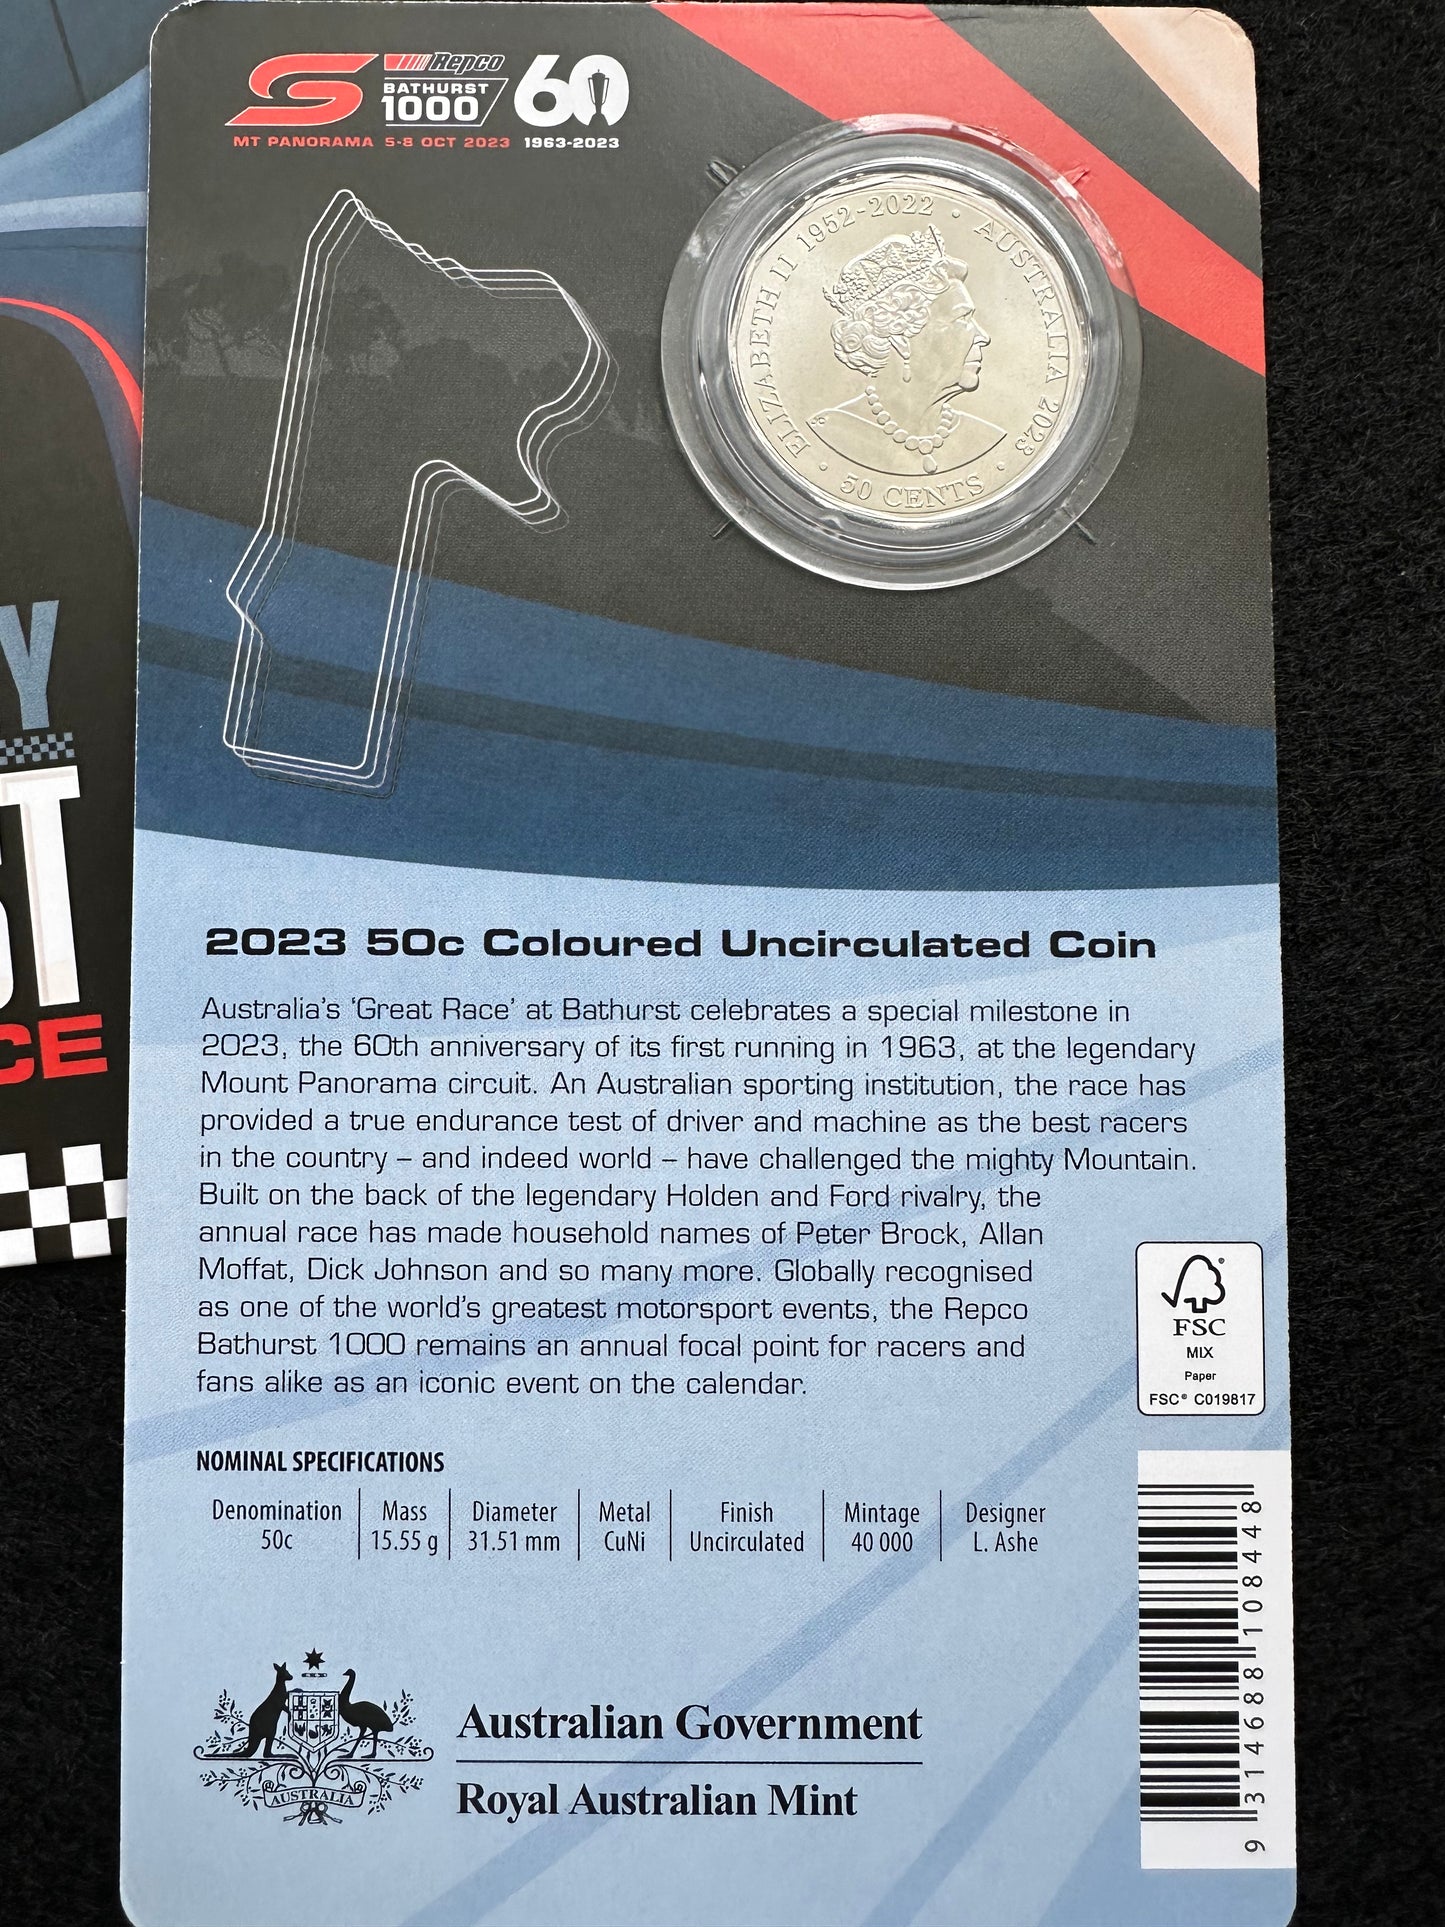 Repco
BATHURST
1000
60
MT PANORAMA 5-8 OCT 2023 1963-2023
ELIZABETH II 1952-2022 · AUSTRALIA 2023
· 50 CENTS ·
Y
ST
CE
2023 50c Coloured Uncirculated Coin
Australia's 'Great Race' at Bathurst celebrates a special milestone in
2023, the 60th anniversary of its first running in 1963, at the legendary
Mount Panorama circuit. An Australian sporting institution, the race has
provided a true endurance test of driver and machine as the best racers
in the country – and indeed world – have challenged the mighty Mountain.
Built on the back of the legendary Holden and Ford rivalry, the
annual race has made household names of Peter Brock, Allan
Moffat, Dick Johnson and so many more. Globally recognised
as one of the world's greatest motorsport events, the Repco
Bathurst 1000 remains an annual focal point for racers and
fans alike as an iconic event on the calendar.
FSC
MIX
Paper
FSC® C019817
NOMINAL SPECIFICATIONS
Denomination Mass Diameter Metal Finish Mintage Designer
50c 15.55 g 31.51 mm CuNi Uncirculated 40 000 L. Ashe
AUSTRALIA
Australian Government
Royal Australian Mint
9 314688 108448